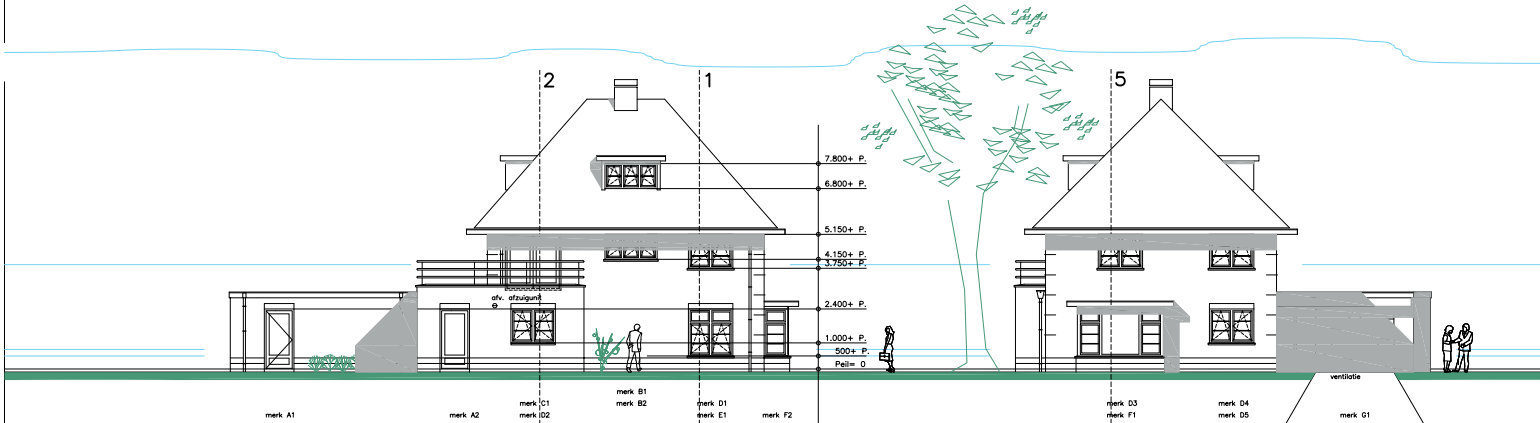 2
1
5
7.800+ P.
6.800+ P.
5.150+ P.
4.150+ P.
3.750+ P.
afv. afzuigunit
2.400+ P.
1.000+ P.
500+ P.
Peil= 0
ventilatie
merk B1
merk C1 merk B2 merk D1 merk D3 merk D4
merk A1 merk A2 merk D2 merk E1 merk F2 merk F1 merk D5 merk G1